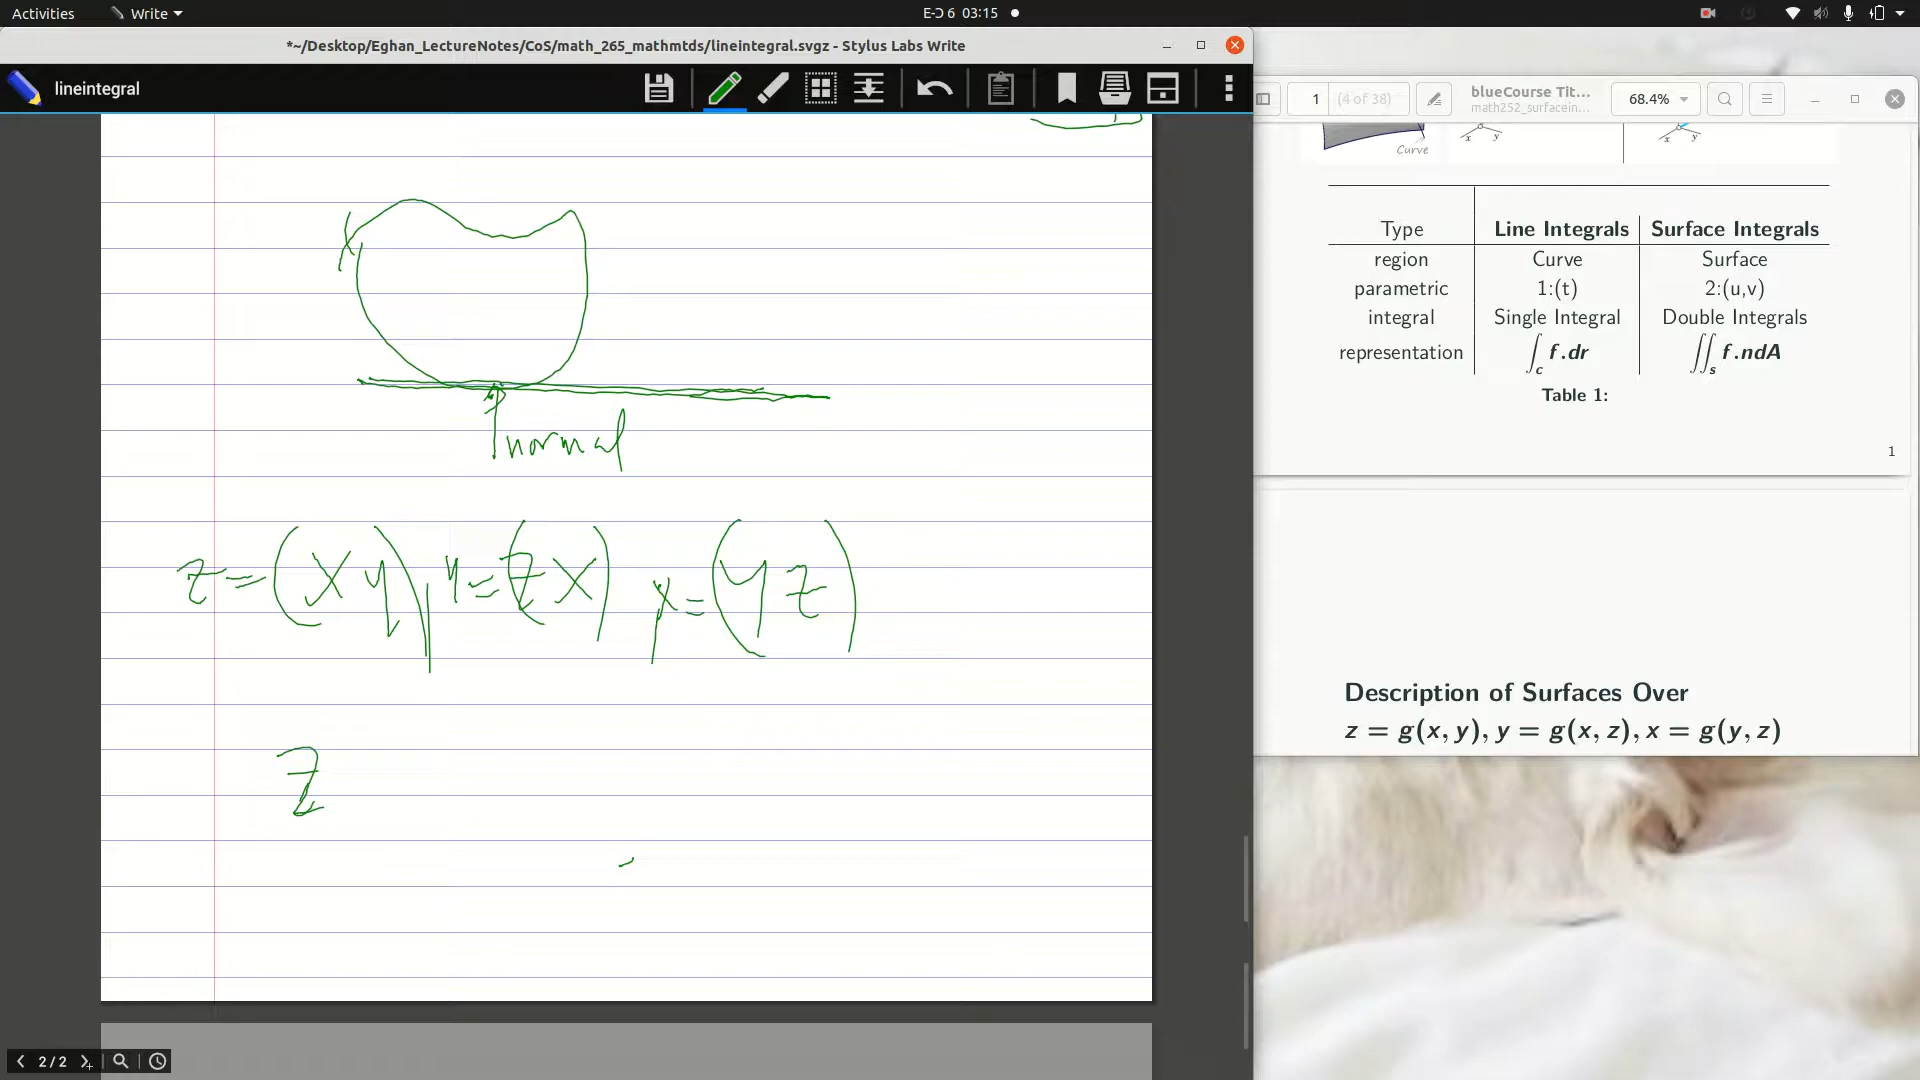 Activities Write E-Ɔ 6 03:15
*~/Desktop/Eghan_LectureNotes/CoS/math_265_mathmtds/lineintegral.svgz - Stylus Labs Write
lineintegral
normal
z = (x y), y = (z x) x = (y z)
z
2 / 2
1 (4 of 38) blueCourse Tit... 68.4%
math252_surfacein...
x y x y
Curve
Type Line Integrals Surface Integrals
region Curve Surface
parametric 1:(t) 2:(u,v)
integral Single Integral Double Integrals
representation ∫c f.dr ∬s f.ndA
Table 1:
1
Description of Surfaces Over
z = g(x, y), y = g(x, z), x = g(y, z)